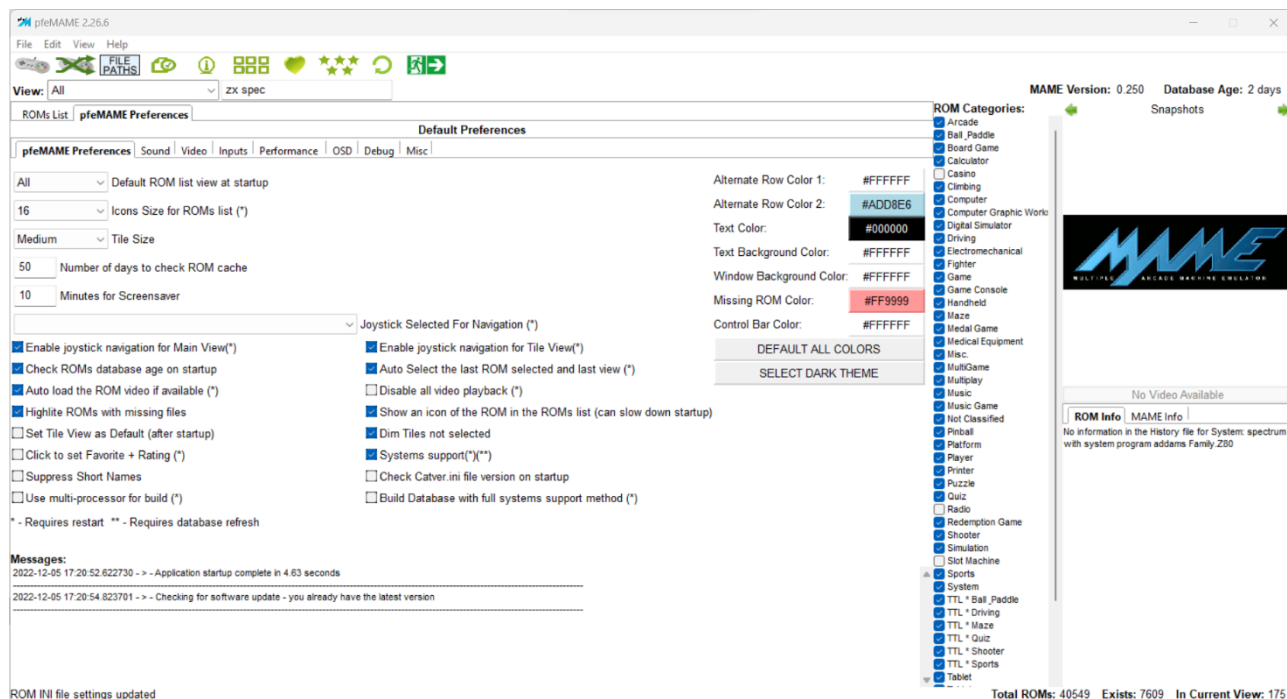 pfeMAME 2.26.6
File Edit View Help
FILE PATHS
View: All zx spec MAME Version: 0.250 Database Age: 2 days
ROMs List pfeMAME Preferences
Default Preferences
pfeMAME Preferences Sound Video Inputs Performance OSD Debug Misc
All Default ROM list view at startup
16 Icons Size for ROMs list (*)
Medium Tile Size
50 Number of days to check ROM cache
10 Minutes for Screensaver
Joystick Selected For Navigation (*)
Enable joystick navigation for Main View(*) Enable joystick navigation for Tile View(*)
Check ROMs database age on startup Auto Select the last ROM selected and last view (*)
Auto load the ROM video if available (*) Disable all video playback (*)
Highlite ROMs with missing files Show an icon of the ROM in the ROMs list (can slow down startup)
Set Tile View as Default (after startup) Dim Tiles not selected
Click to set Favorite + Rating (*) Systems support(*)(**)
Suppress Short Names Check Catver.ini file version on startup
Use multi-processor for build (*) Build Database with full systems support method (*)
* - Requires restart ** - Requires database refresh
Alternate Row Color 1: #FFFFFF
Alternate Row Color 2: #ADD8E6
Text Color: #000000
Text Background Color: #FFFFFF
Window Background Color: #FFFFFF
Missing ROM Color: #FF9999
Control Bar Color: #FFFFFF
DEFAULT ALL COLORS
SELECT DARK THEME
Messages:
2022-12-05 17:20:52.622730 - > - Application startup complete in 4.63 seconds
2022-12-05 17:20:54.823701 - > - Checking for software update - you already have the latest version
ROM Categories:
Arcade
Ball_Paddle
Board Game
Calculator
Casino
Climbing
Computer
Computer Graphic Works
Digital Simulator
Driving
Electromechanical
Fighter
Game
Game Console
Handheld
Maze
Medal Game
Medical Equipment
Misc.
MultiGame
Multiplay
Music
Music Game
Not Classified
Pinball
Platform
Player
Printer
Puzzle
Quiz
Radio
Redemption Game
Shooter
Simulation
Slot Machine
Sports
System
TTL * Ball_Paddle
TTL * Driving
TTL * Maze
TTL * Quiz
TTL * Shooter
TTL * Sports
Tablet
Snapshots
MAME
MULTIPLE ARCADE MACHINE EMULATOR
No Video Available
ROM Info MAME Info
No information in the History file for System: spectrum
with system program addams Family.Z80
ROM INI file settings updated
Total ROMs: 40549 Exists: 7609 In Current View: 175